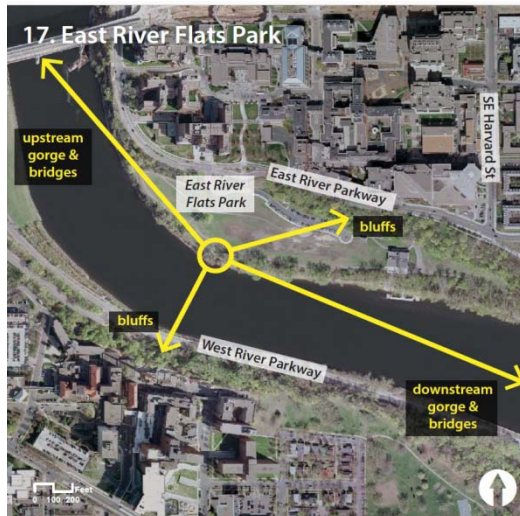 17. East River Flats Park
upstream
gorge &
bridges
SE Harvard St
East River Parkway
East River
Flats Park
bluffs
bluffs
West River Parkway
downstream
gorge &
bridges
0 100 200 Feet